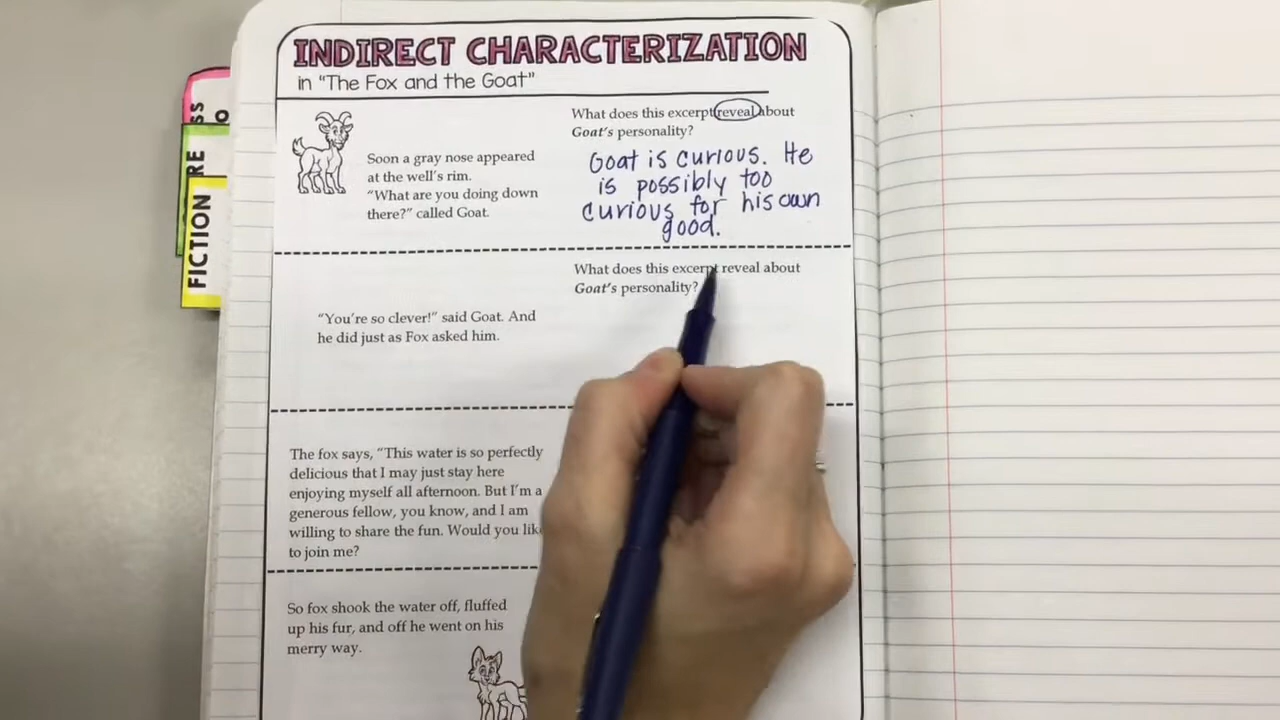 INDIRECT CHARACTERIZATION
in "The Fox and the Goat"
SS
O
RE
FICTION
Soon a gray nose appeared
at the well's rim.
"What are you doing down
there?" called Goat.
What does this excerpt reveal about
Goat's personality?
Goat is curious. He
is possibly too
curious for his own
good.
"You're so clever!" said Goat. And
he did just as Fox asked him.
What does this excerpt reveal about
Goat's personality?
The fox says, "This water is so perfectly
delicious that I may just stay here
enjoying myself all afternoon. But I'm a
generous fellow, you know, and I am
willing to share the fun. Would you
to join me?
So fox shook the water off, fluffed
up his fur, and off he went on his
merry way.